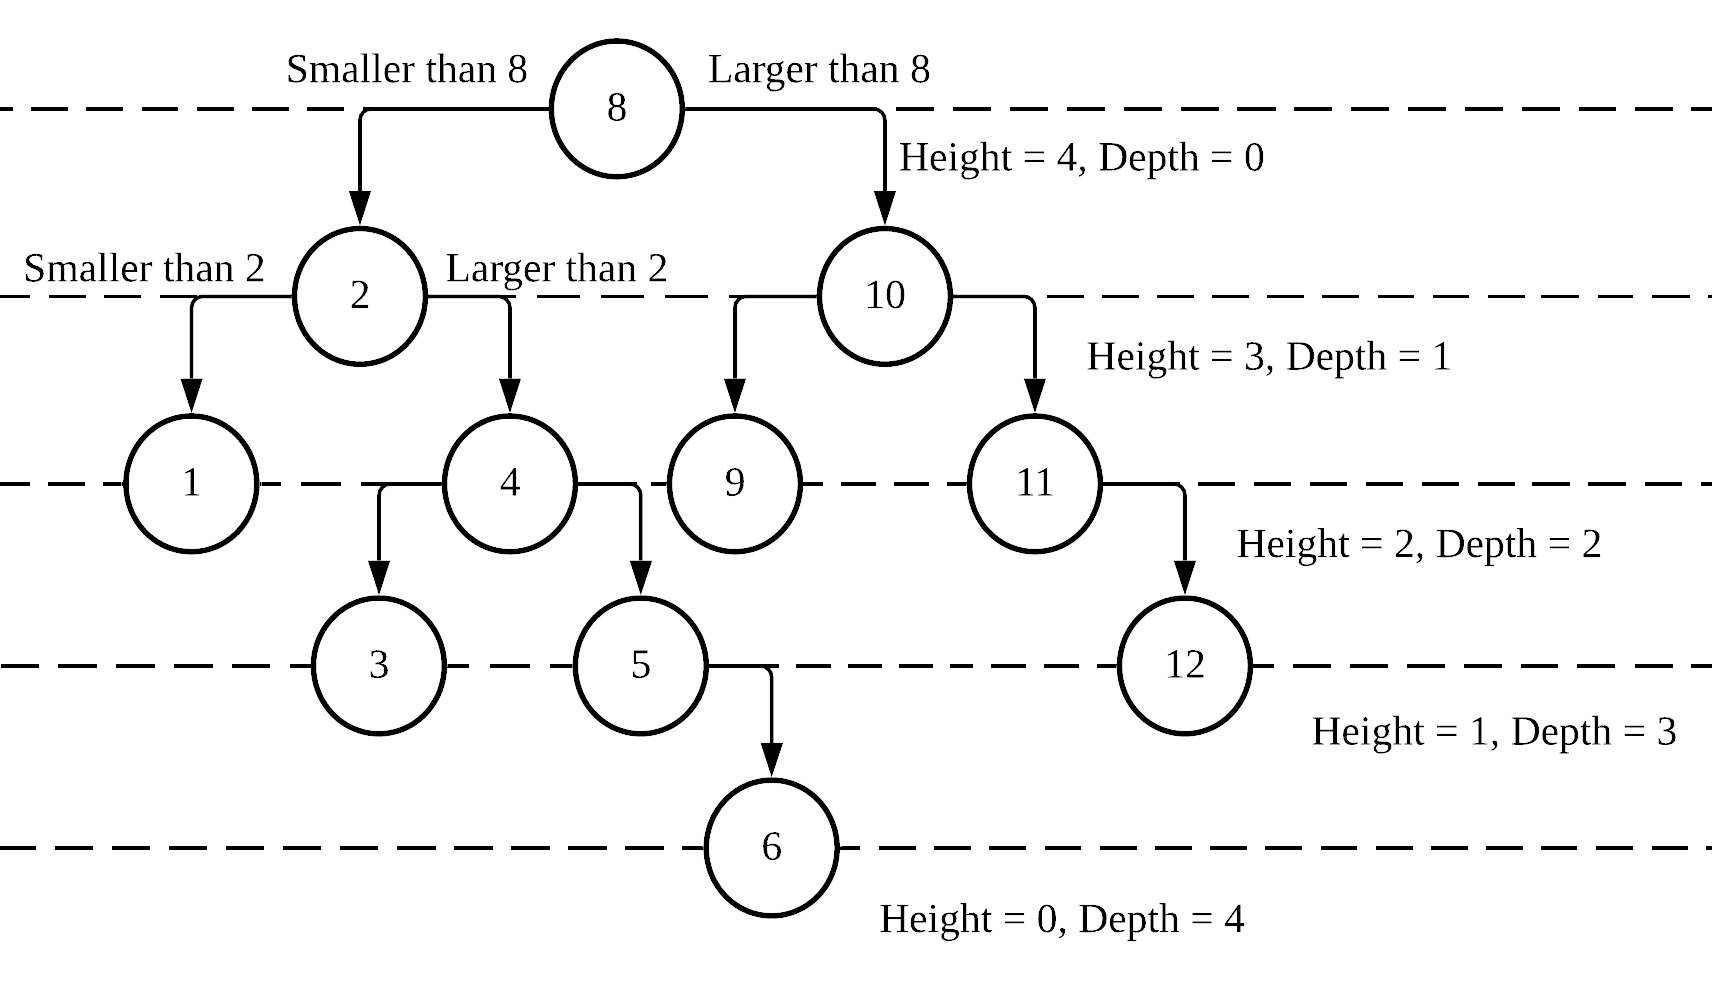 Smaller than 8
8
Larger than 8
Height = 4, Depth = 0
Smaller than 2
2
Larger than 2
10
Height = 3, Depth = 1
1
4
9
11
Height = 2, Depth = 2
3
5
12
Height = 1, Depth = 3
6
Height = 0, Depth = 4